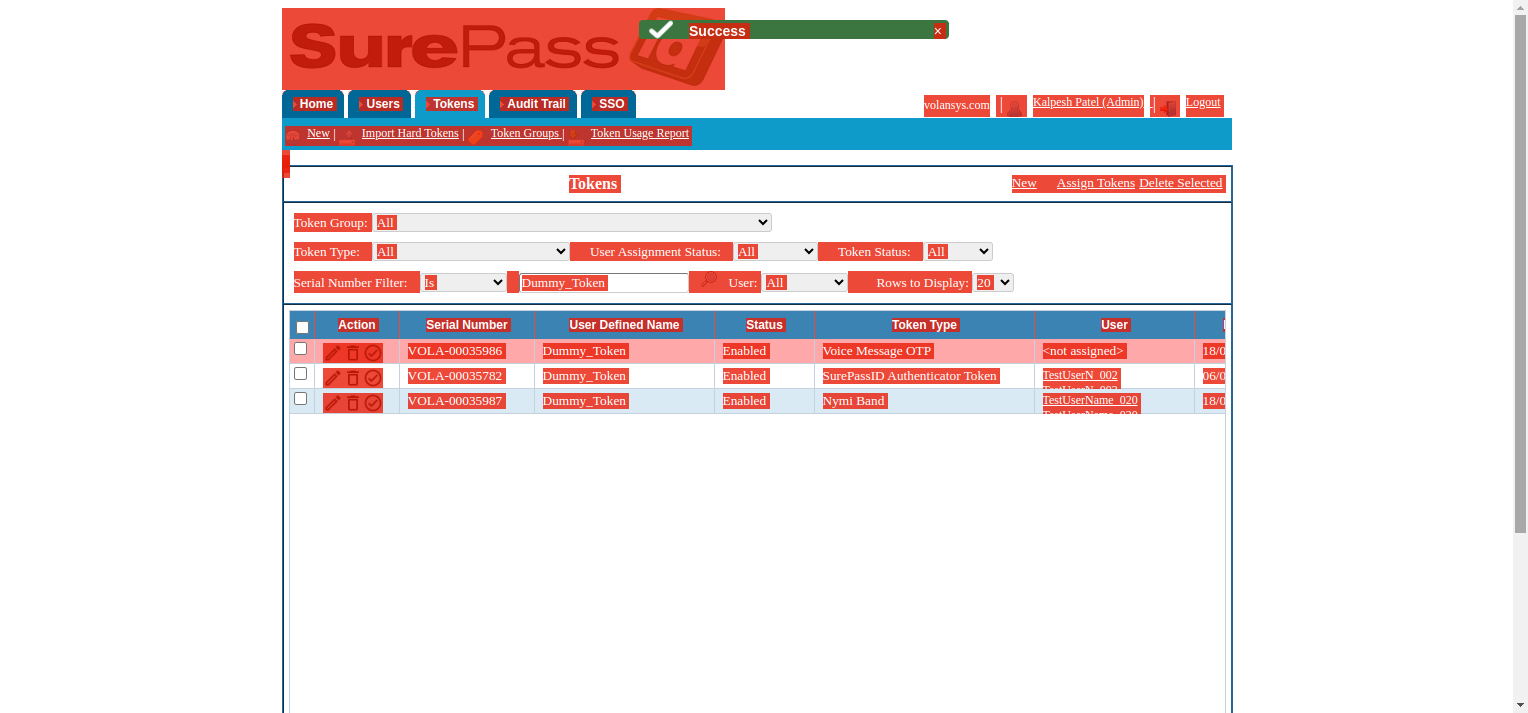 SurePass
Success ×
Home Users Tokens Audit Trail SSO
volansys.com | Kalpesh Patel (Admin) | Logout
New | Import Hard Tokens | Token Groups | Token Usage Report
Tokens New Assign Tokens Delete Selected
Token Group: All
Token Type: All User Assignment Status: All Token Status: All
Serial Number Filter: Is Dummy_Token User: All Rows to Display: 20
Action Serial Number User Defined Name Status Token Type User
VOLA-00035986 Dummy_Token Enabled Voice Message OTP <not assigned> 18/0
VOLA-00035782 Dummy_Token Enabled SurePassID Authenticator Token TestUserN_002 06/0
TestUserN_002
VOLA-00035987 Dummy_Token Enabled Nymi Band TestUserName_020 18/0
TestUserName_020